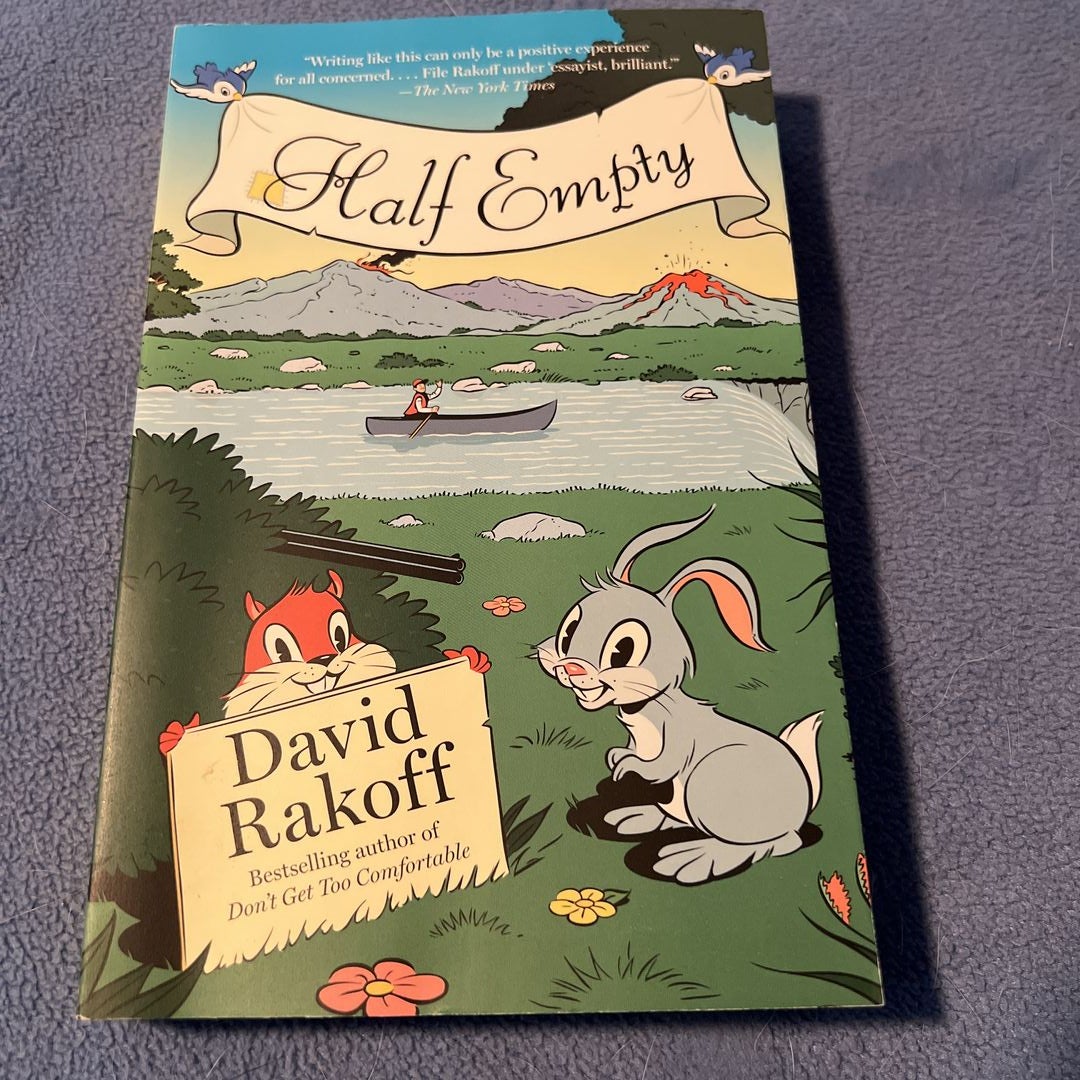 “Writing like this can only be a positive experience
for all concerned. . . . File Rakoff under ‘essayist, brilliant.’”
—The New York Times
Half Empty
David
Rakoff
Bestselling author of
Don’t Get Too Comfortable